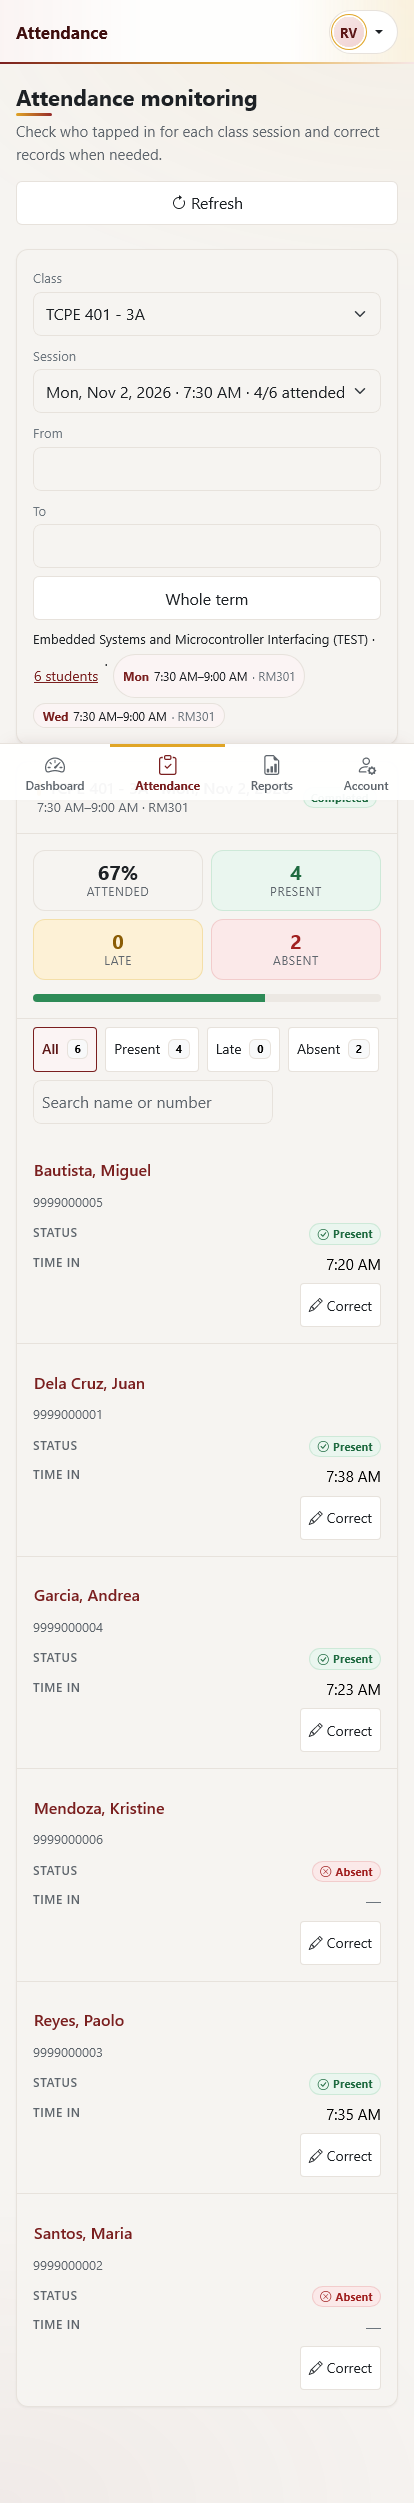 Attendance
RV
Attendance monitoring
Check who tapped in for each class session and correct
records when needed.
Refresh
Class
TCPE 401 - 3A
Session
Mon, Nov 2, 2026 · 7:30 AM · 4/6 attended
From
To
Whole term
Embedded Systems and Microcontroller Interfacing (TEST) ·
6 students · Mon 7:30 AM–9:00 AM · RM301
Wed 7:30 AM–9:00 AM · RM301
Dashboard
Attendance
Reports
Account
Completed
7:30 AM–9:00 AM · RM301
67%
ATTENDED
4
PRESENT
0
LATE
2
ABSENT
All 6
Present 4
Late 0
Absent 2
Search name or number
Bautista, Miguel
9999000005
STATUS Present
TIME IN 7:20 AM
Correct
Dela Cruz, Juan
9999000001
STATUS Present
TIME IN 7:38 AM
Correct
Garcia, Andrea
9999000004
STATUS Present
TIME IN 7:23 AM
Correct
Mendoza, Kristine
9999000006
STATUS Absent
TIME IN —
Correct
Reyes, Paolo
9999000003
STATUS Present
TIME IN 7:35 AM
Correct
Santos, Maria
9999000002
STATUS Absent
TIME IN —
Correct